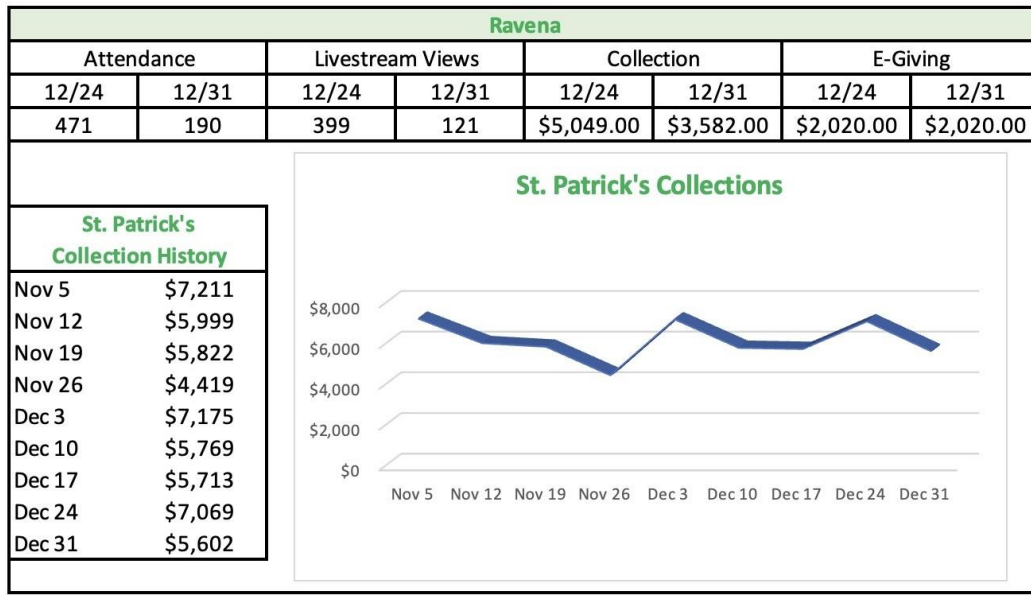 Ravena
Attendance Livestream Views Collection E-Giving
12/24 12/31 12/24 12/31 12/24 12/31 12/24 12/31
471 190 399 121 $5,049.00 $3,582.00 $2,020.00 $2,020.00
St. Patrick's
Collection History
Nov 5 $7,211
Nov 12 $5,999
Nov 19 $5,822
Nov 26 $4,419
Dec 3 $7,175
Dec 10 $5,769
Dec 17 $5,713
Dec 24 $7,069
Dec 31 $5,602
St. Patrick's Collections
$8,000
$6,000
$4,000
$2,000
$0
Nov 5 Nov 12 Nov 19 Nov 26 Dec 3 Dec 10 Dec 17 Dec 24 Dec 31